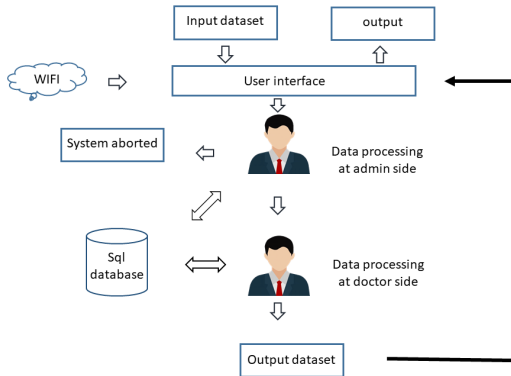 Input dataset
output
WIFI
User interface
System aborted
Data processing
at admin side
Sql
database
Data processing
at doctor side
Output dataset